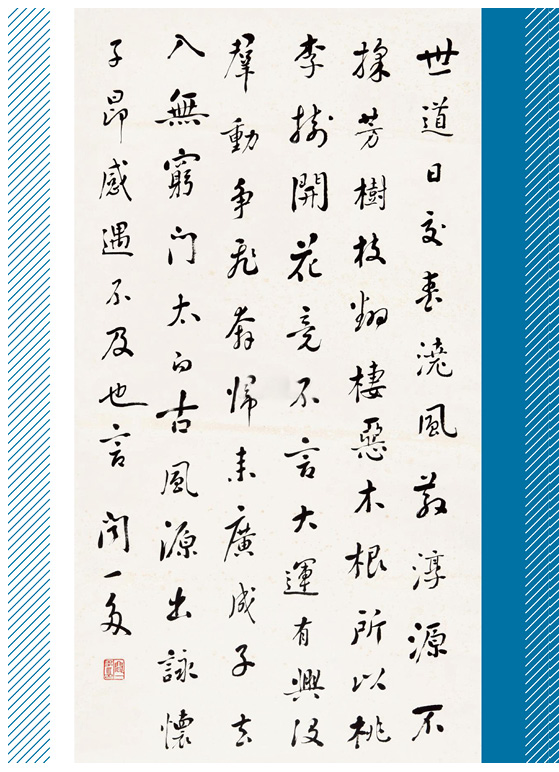 世道日交喪澆風散淳源不
採芳樹枝翻棲惡木根所以桃
李樹開花竟不言大運有興沒
羣動爭飛奔歸來廣成子去
入無窮門太白古風源出詠懷
子昂感遇不及也言 聞一多